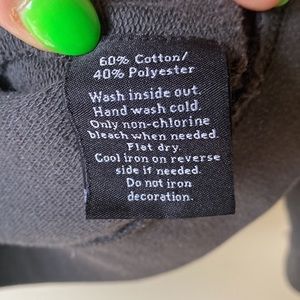 60% Cotton/
40% Polyester
Wash inside out.
Hand wash cold.
Only non-chlorine
bleach when needed.
Flat dry.
Cool iron on reverse
side if needed.
Do not iron
decoration.